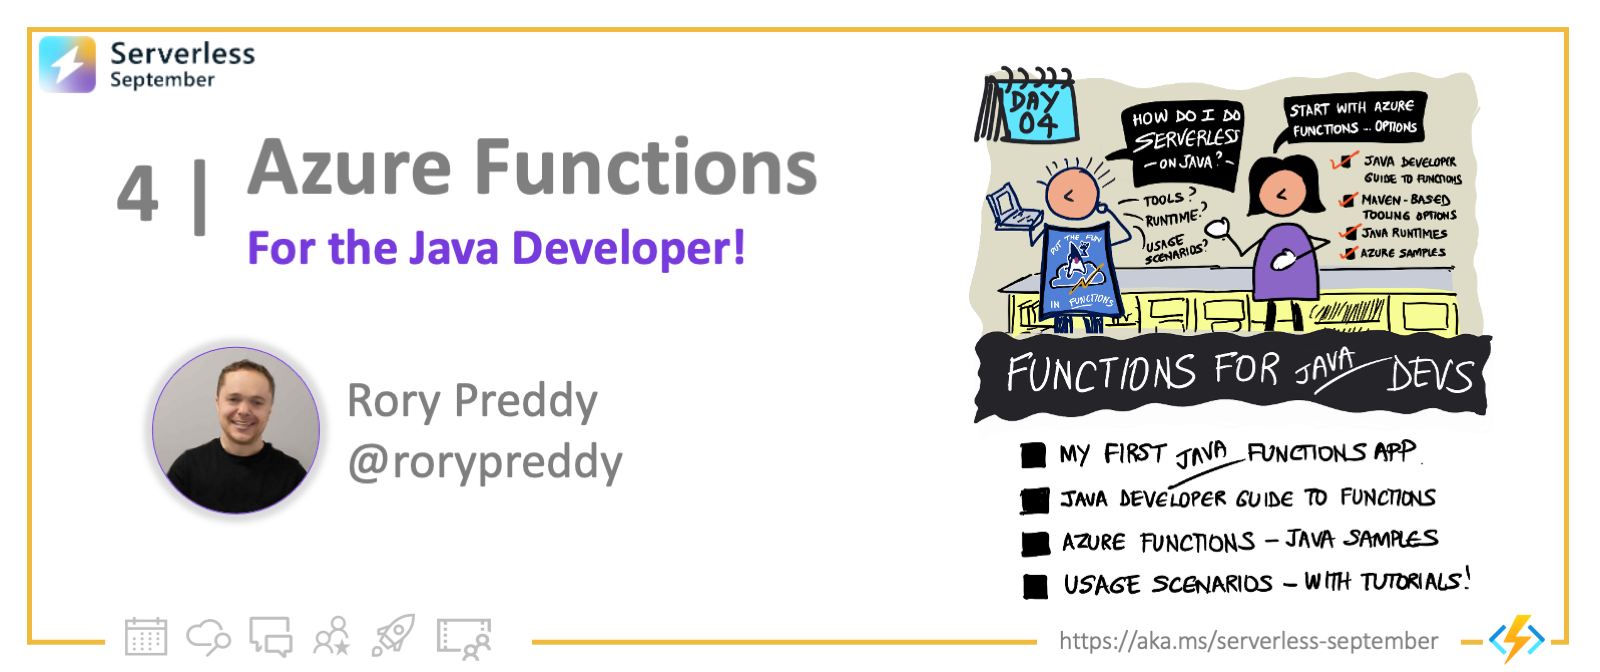 Serverless
September
4 |
Azure Functions
For the Java Developer!
Rory Preddy
@rorypreddy
DAY
04
HOW DO I DO
SERVERLESS
- ON JAVA? -
TOOLS?
RUNTIME?
USAGE
SCENARIOS?
PUT THE FUN
IN FUNCTIONS
START WITH AZURE
FUNCTIONS -- OPTIONS
JAVA DEVELOPER
GUIDE TO FUNCTIONS
MAVEN-BASED
TOOLING OPTIONS
JAVA RUNTIMES
AZURE SAMPLES
FUNCTIONS FOR JAVA DEVS
MY FIRST JAVA FUNCTIONS APP.
JAVA DEVELOPER GUIDE TO FUNCTIONS
AZURE FUNCTIONS - JAVA SAMPLES
USAGE SCENARIOS - WITH TUTORIALS!
https://aka.ms/serverless-september